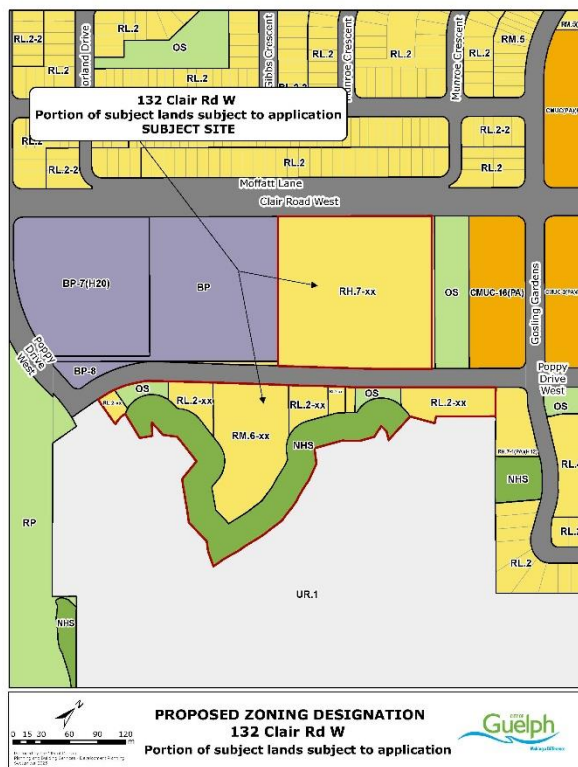 RL.2-2
RL.2
RL.2
OS
Gibbs Crescent
RL.2
Munroe Crescent
RL.2
Munroe Crescent
RL.2
RM.5
132 Clair Rd W
Portion of subject lands subject to application
SUBJECT SITE
RL.2
RL.2-2
RL.2
RL.2-2
RL.2
Moffatt Lane
Clair Road West
BP-7(H20)
BP
RH.7-xx
OS
CMUC-16(PA)
Gosling Gardens
Poppy Drive West
BP-8
Poppy Drive West
OS
RL.2-xx
RM.6-xx
RL.2-xx
OS
RL.2-xx
OS
NHS
NHS
RL.2
RP
NHS
UR.1
0 15 30 60 90 120
m
PROPOSED ZONING DESIGNATION
132 Clair Rd W
Portion of subject lands subject to application
Guelph